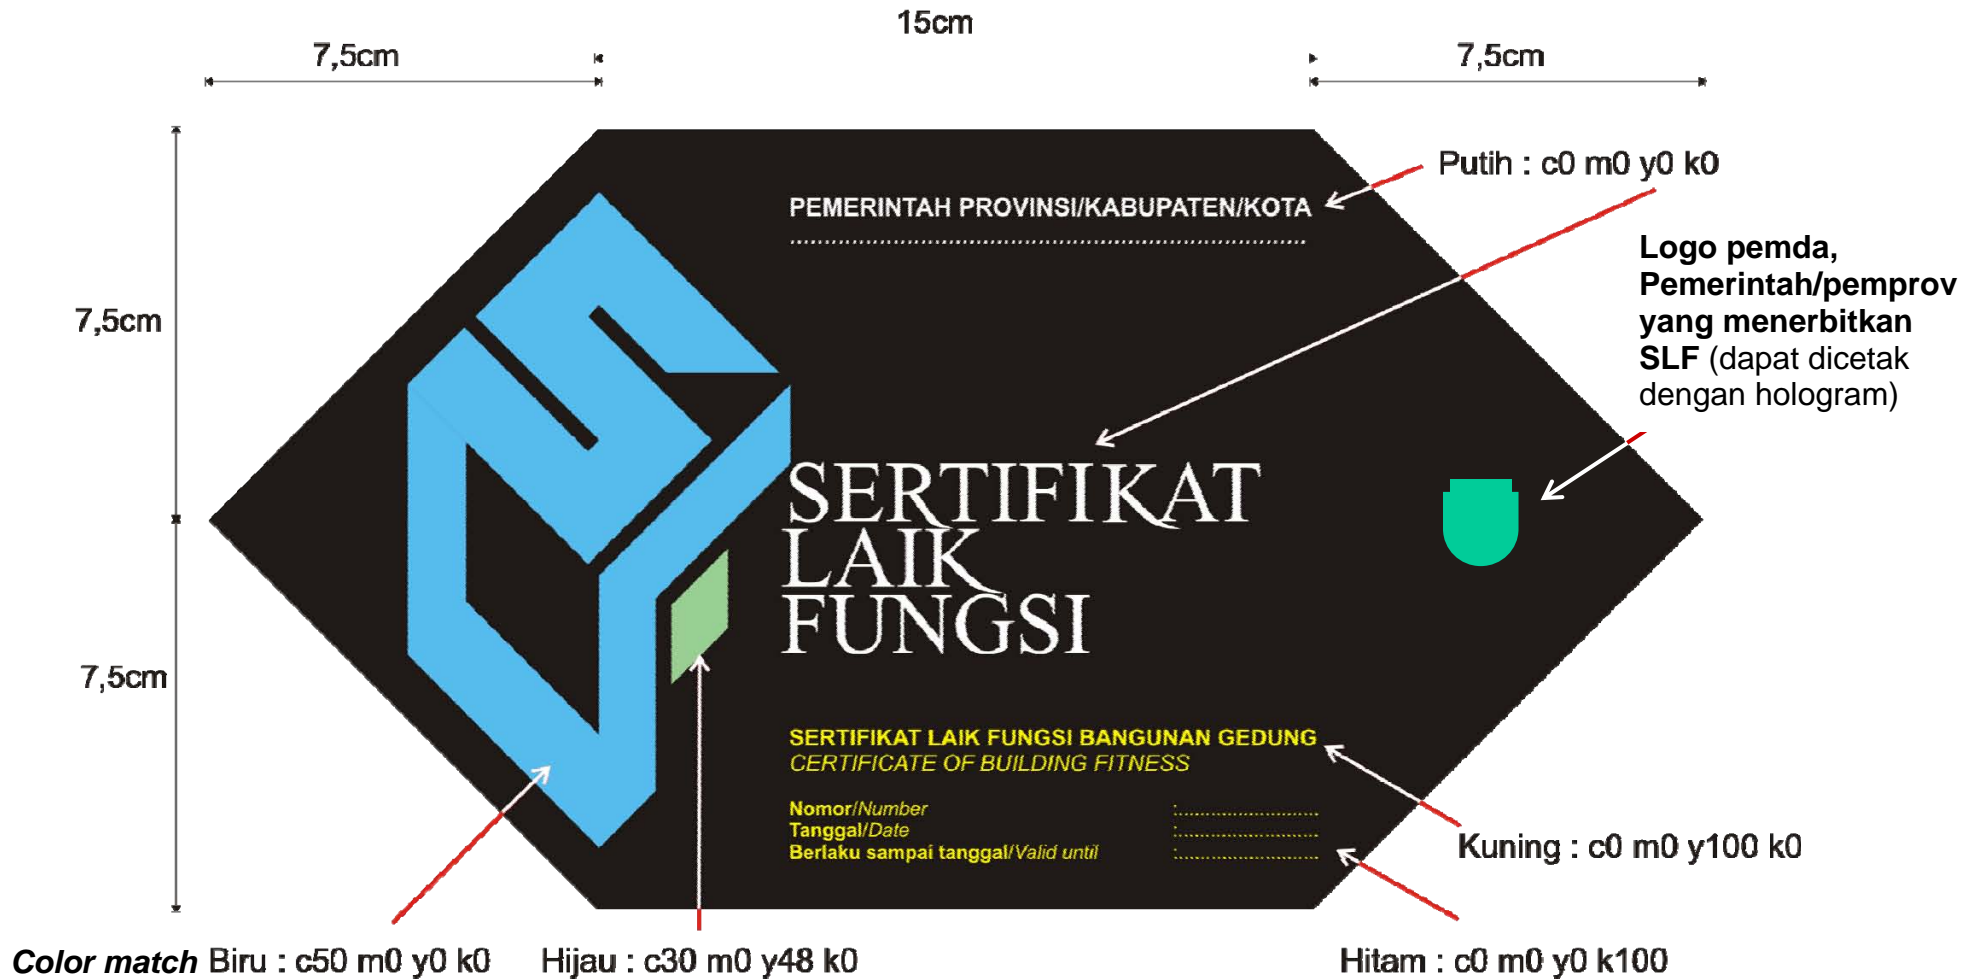 15cm
7,5cm
7,5cm
Putih : c0 m0 y0 k0
PEMERINTAH PROVINSI/KABUPATEN/KOTA
...........................................................................
Logo pemda,
Pemerintah/pemprov
yang menerbitkan
SLF (dapat dicetak
dengan hologram)
7,5cm
SERTIFIKAT
LAIK
FUNGSI
7,5cm
SERTIFIKAT LAIK FUNGSI BANGUNAN GEDUNG
CERTIFICATE OF BUILDING FITNESS
Nomor/Number :.........................
Tanggal/Date :.........................
Berlaku sampai tanggal/Valid until :.........................
Kuning : c0 m0 y100 k0
Color match Biru : c50 m0 y0 k0 Hijau : c30 m0 y48 k0 Hitam : c0 m0 y0 k100